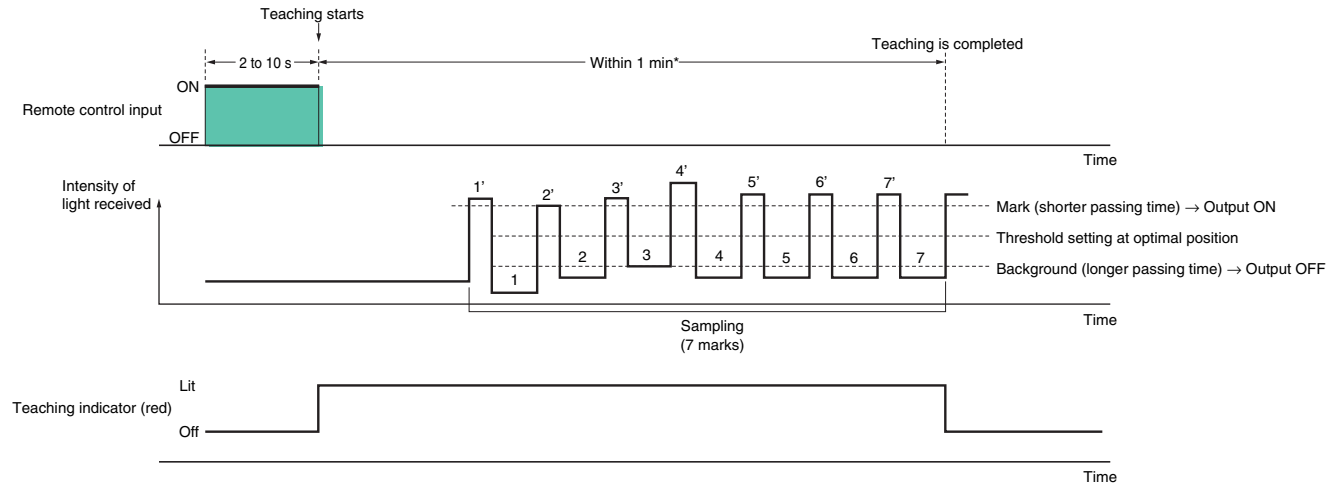 Teaching starts
Teaching is completed
2 to 10 s
Within 1 min*
ON
Remote control input
OFF
Time
Intensity of
light received
1'
2'
3'
4'
5'
6'
7'
Mark (shorter passing time) → Output ON
Threshold setting at optimal position
Background (longer passing time) → Output OFF
1
2
3
4
5
6
7
Time
Sampling
(7 marks)
Lit
Teaching indicator (red)
Off
Time